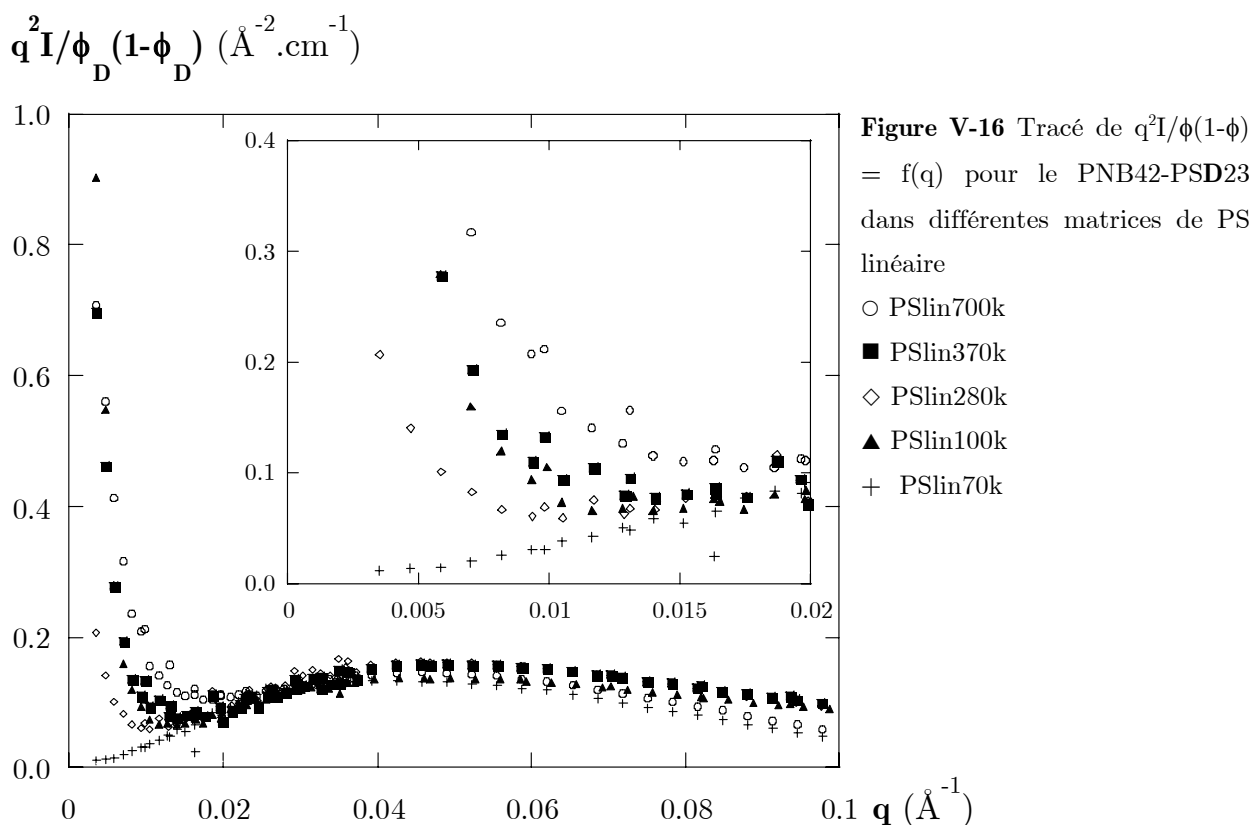 q²I/ϕ_D(1-ϕ_D) (Å⁻².cm⁻¹)
1.0
0.8
0.6
0.4
0.2
0.0
0
0.02
0.04
0.06
0.08
0.1
q (Å⁻¹)
0.4
0.3
0.2
0.1
0.0
0
0.005
0.01
0.015
0.02
Figure V-16 Tracé de q²I/ϕ(1-ϕ)
= f(q) pour le PNB42-PSD23
dans différentes matrices de PS
linéaire
○ PSlin700k
■ PSlin370k
◇ PSlin280k
▲ PSlin100k
+ PSlin70k